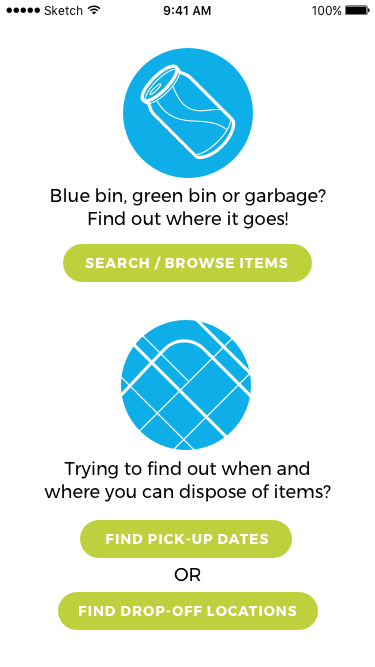 Sketch 9:41 AM 100%
Blue bin, green bin or garbage?
Find out where it goes!
SEARCH / BROWSE ITEMS
Trying to find out when and
where you can dispose of items?
FIND PICK-UP DATES
OR
FIND DROP-OFF LOCATIONS